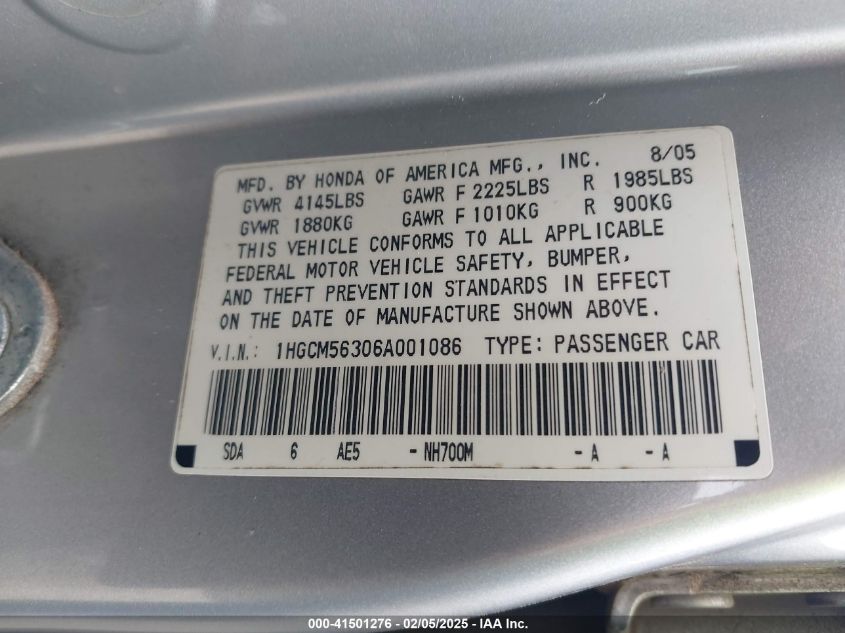 MFD. BY HONDA OF AMERICA MFG., INC. 8/05
GVWR 4145LBS GAWR F 2225LBS R 1985LBS
GVWR 1880KG GAWR F 1010KG R 900KG
THIS VEHICLE CONFORMS TO ALL APPLICABLE
FEDERAL MOTOR VEHICLE SAFETY, BUMPER,
AND THEFT PREVENTION STANDARDS IN EFFECT
ON THE DATE OF MANUFACTURE SHOWN ABOVE.
V.I.N.: 1HGCM56306A001086 TYPE: PASSENGER CAR
SDA 6 AE5 - NH700M - A - A
000-41501276 - 02/05/2025 - IAA Inc.